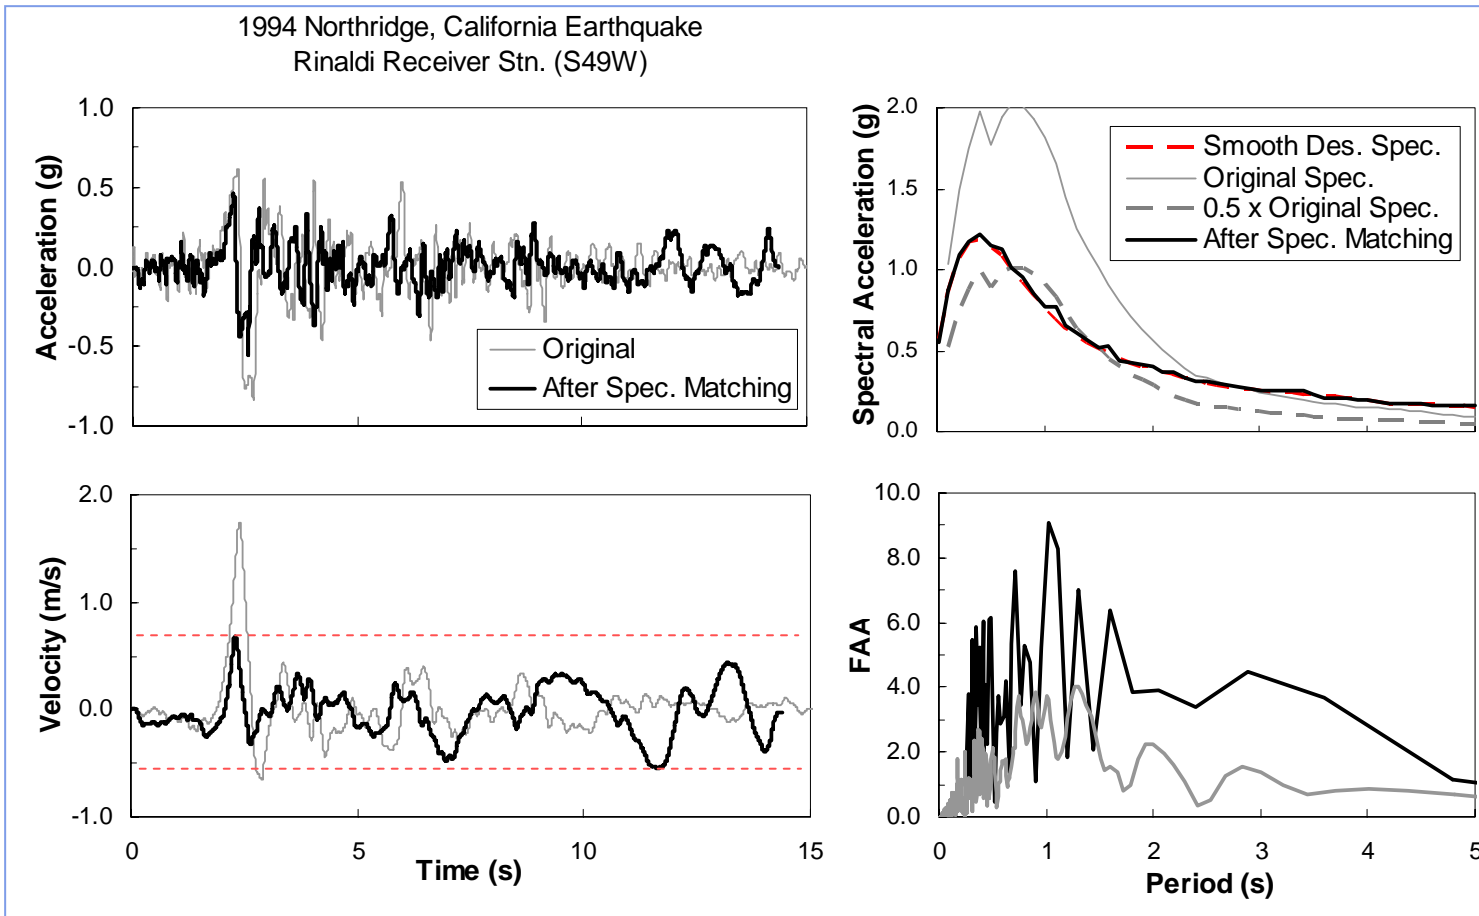 1994 Northridge, California Earthquake
Rinaldi Receiver Stn. (S49W)
Acceleration (g)
1.0
0.5
0.0
-0.5
-1.0
Original
After Spec. Matching
Spectral Acceleration (g)
2.0
1.5
1.0
0.5
0.0
Smooth Des. Spec.
Original Spec.
0.5 x Original Spec.
After Spec. Matching
Velocity (m/s)
2.0
1.0
0.0
-1.0
0 5 10 15
Time (s)
FAA
10.0
8.0
6.0
4.0
2.0
0.0
0 1 2 3 4 5
Period (s)